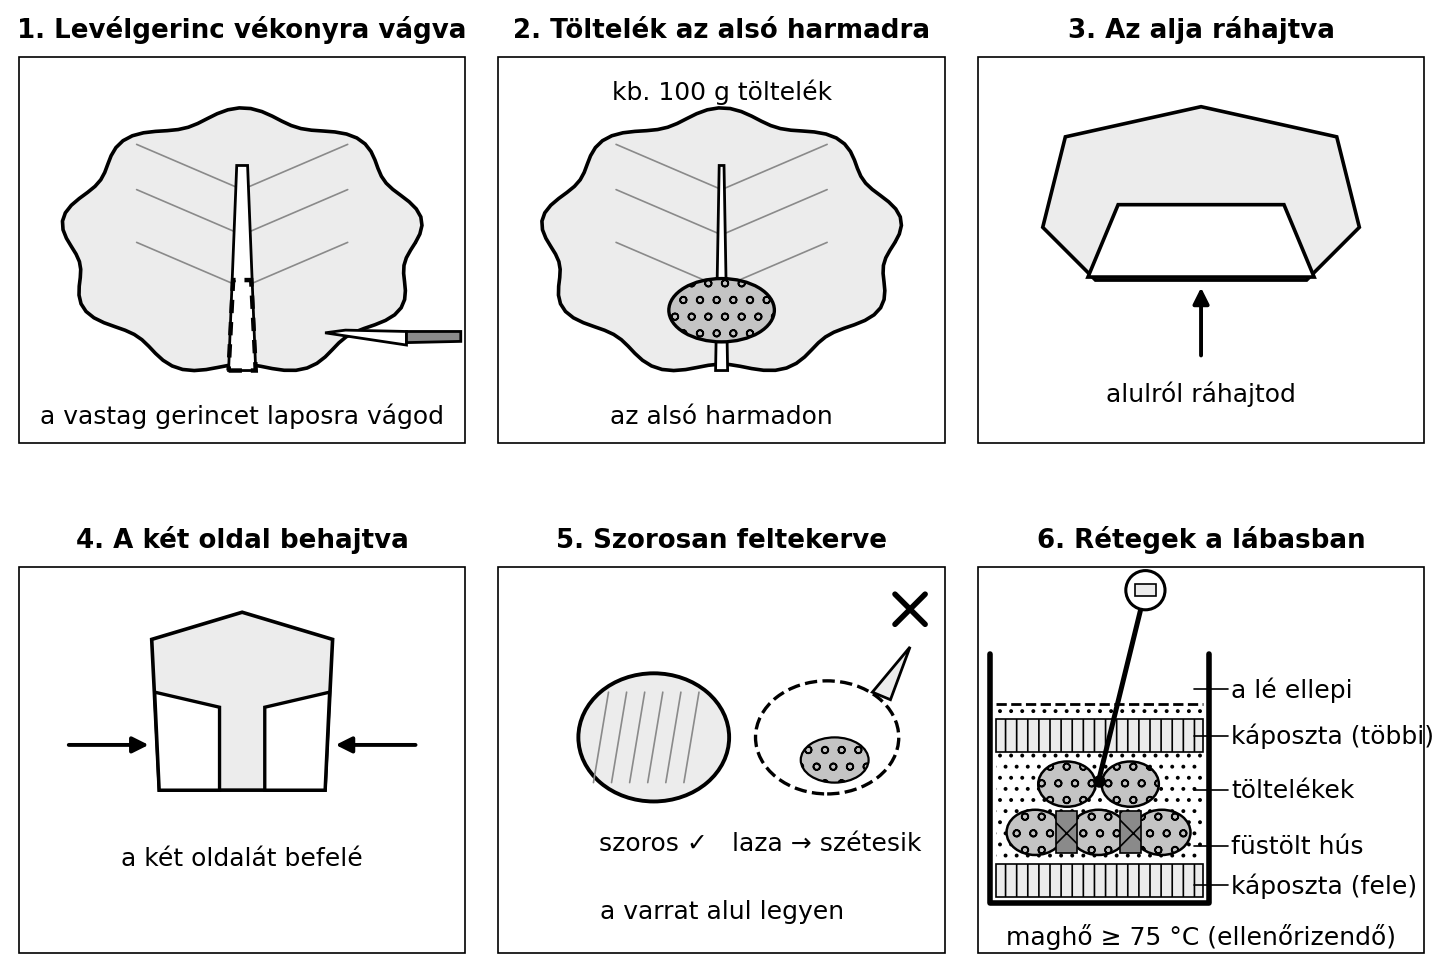 1. Levélgerinc vékonyra vágva
a vastag gerincet laposra vágod
2. Töltelék az alsó harmadra
kb. 100 g töltelék
az alsó harmadon
3. Az alja ráhajtva
alulról ráhajtod
4. A két oldal behajtva
a két oldalát befelé
5. Szorosan feltekerve
szoros ✓ laza → szétesik
a varrat alul legyen
6. Rétegek a lábasban
a lé ellepi
káposzta (többi)
töltelékek
füstölt hús
káposzta (fele)
maghő ≥ 75 °C (ellenőrizendő)